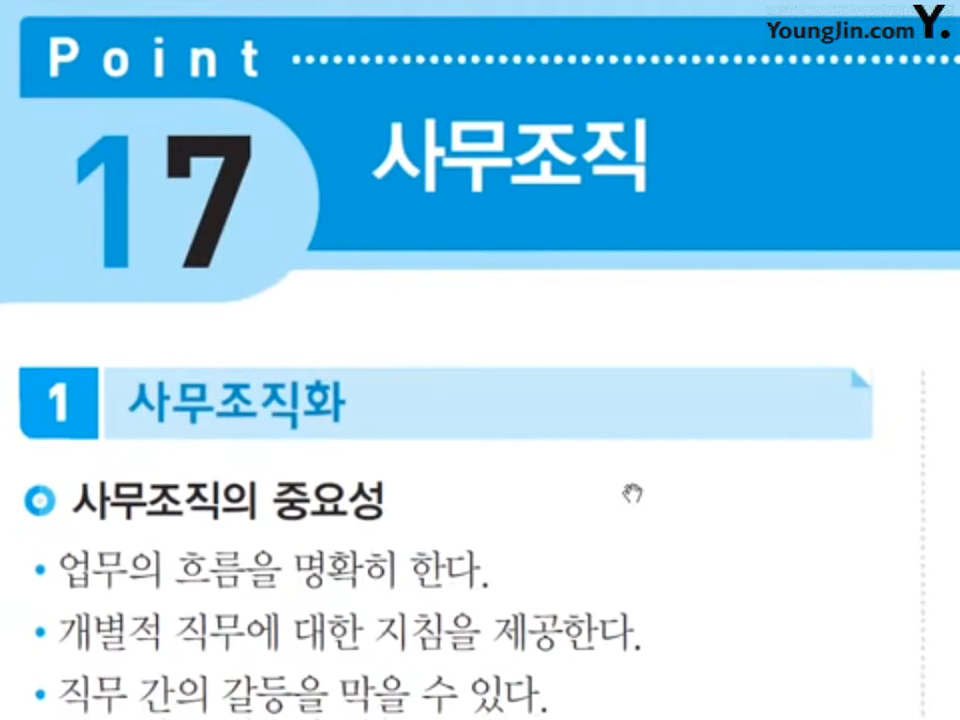 YoungJin.com Y.
Point
17
사무조직
1 사무조직화
사무조직의 중요성
• 업무의 흐름을 명확히 한다.
• 개별적 직무에 대한 지침을 제공한다.
• 직무 간의 갈등을 막을 수 있다.